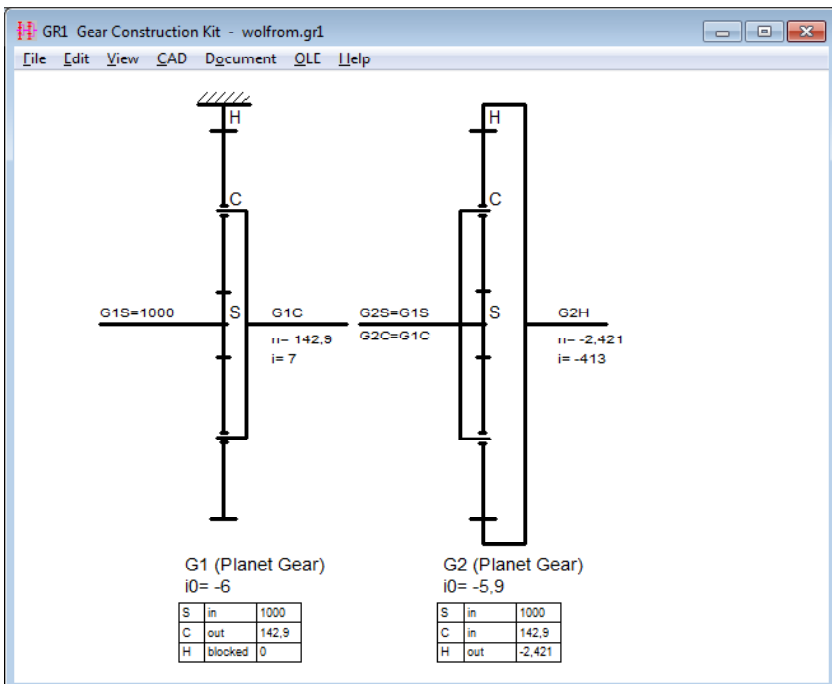 GR1 Gear Construction Kit - wolfrom.gr1
File Edit View CAD Document OLE Help
H
C
S
G1S=1000
G1C
n= 142,9
i= 7
H
C
S
G2S=G1S
G2C=G1C
G2H
n= -2,421
i= -413
G1 (Planet Gear)
i0= -6
S in 1000
C out 142,9
H blocked 0
G2 (Planet Gear)
i0= -5,9
S in 1000
C in 142,9
H out -2,421